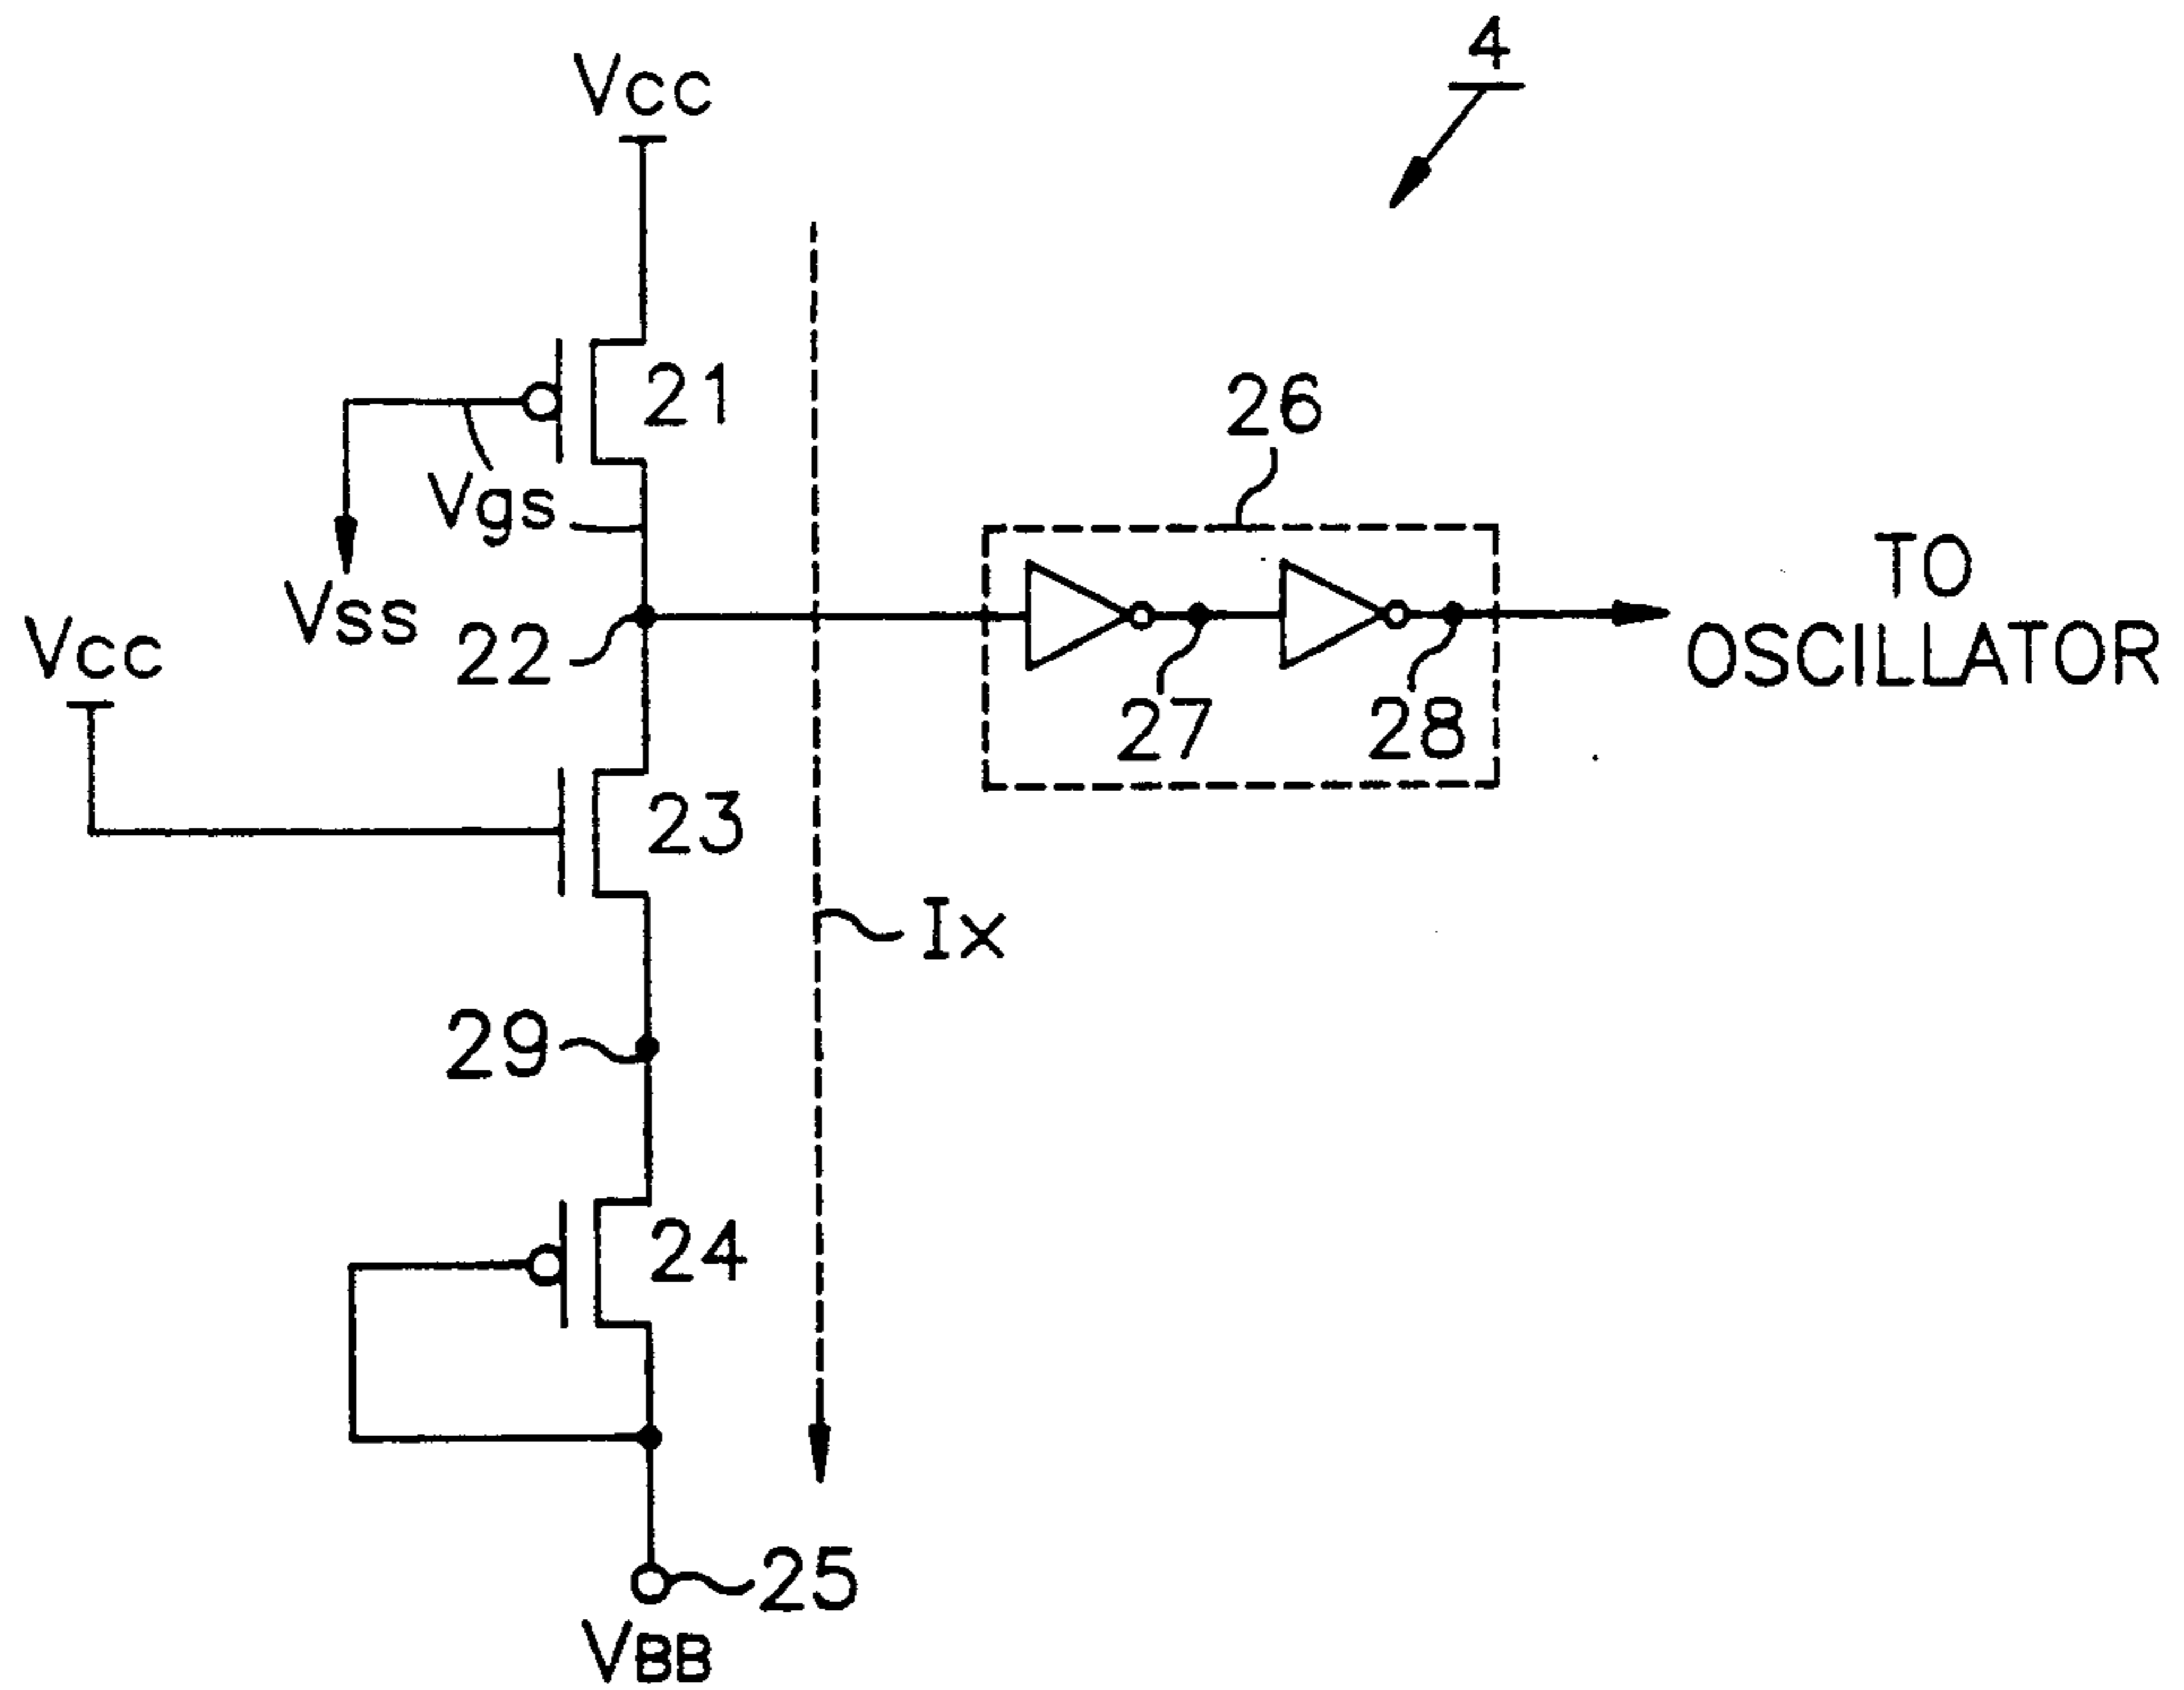 4
Vcc
21
Vgs
26
Vss
Vcc
22
27
28
TO
OSCILLATOR
23
Ix
29
24
25
VBB